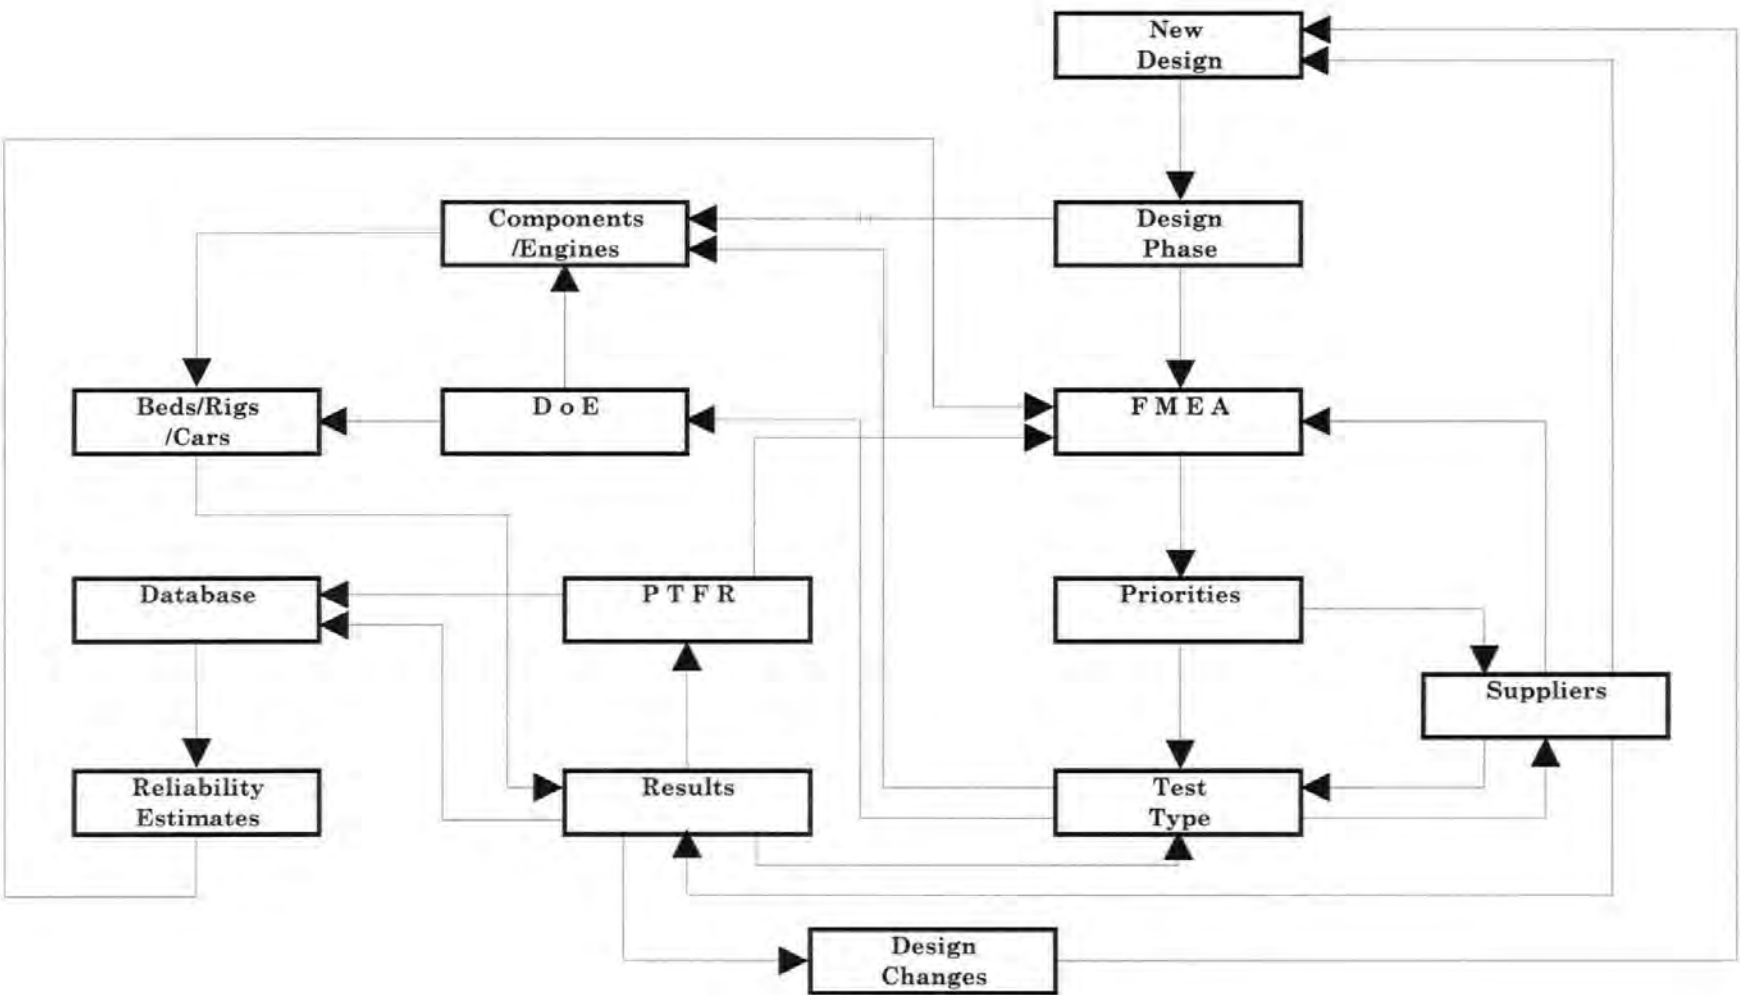 New
Design
Components
/Engines
Design
Phase
Beds/Rigs
/Cars
D o E
F M E A
Database
P T F R
Priorities
Suppliers
Reliability
Estimates
Results
Test
Type
Design
Changes